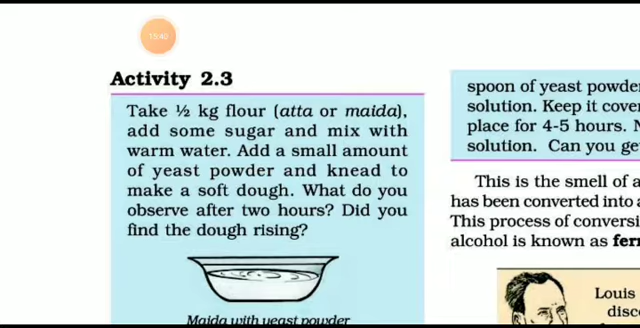 15:40
Activity 2.3
Take ½ kg flour (atta or maida),
add some sugar and mix with
warm water. Add a small amount
of yeast powder and knead to
make a soft dough. What do you
observe after two hours? Did you
find the dough rising?
Maida with yeast powder
spoon of yeast powde
solution. Keep it cove
place for 4-5 hours.
solution. Can you ge
This is the smell of a
has been converted into
This process of conversi
alcohol is known as fer
Louis
disc